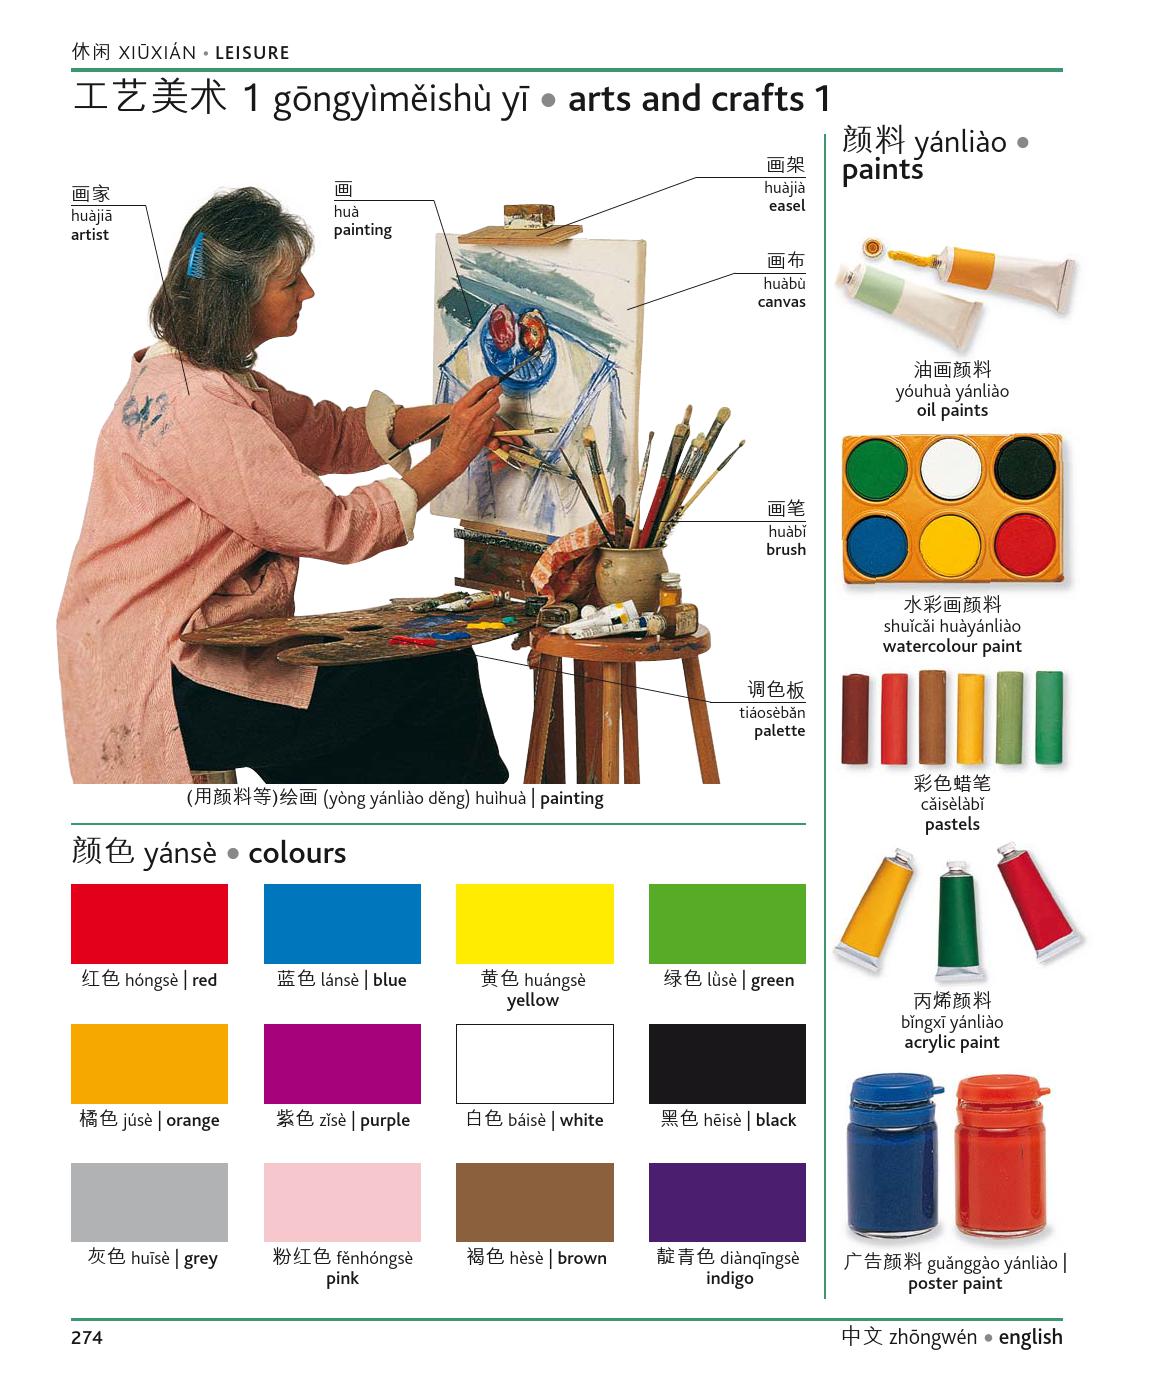 休闲 XIŪXIÁN • LEISURE
工艺美术 1 gōngyìměishù yī • arts and crafts 1
画家
huàjiā
artist
画
huà
painting
画架
huàjià
easel
画布
huàbù
canvas
画笔
huàbǐ
brush
调色板
tiáosèbǎn
palette
(用颜料等)绘画 (yòng yánliào děng) huìhuà | painting
颜色 yánsè • colours
红色 hóngsè | red
蓝色 lánsè | blue
黄色 huángsè
yellow
绿色 lǜsè | green
橘色 júsè | orange
紫色 zǐsè | purple
白色 báisè | white
黑色 hēisè | black
灰色 huīsè | grey
粉红色 fěnhóngsè
pink
褐色 hèsè | brown
靛青色 diànqīngsè
indigo
颜料 yánliào •
paints
油画颜料
yóuhuà yánliào
oil paints
水彩画颜料
shuǐcǎi huàyánliào
watercolour paint
彩色蜡笔
cǎisèlàbǐ
pastels
丙烯颜料
bǐngxī yánliào
acrylic paint
广告颜料 guǎnggào yánliào |
poster paint
274
中文 zhōngwén • english